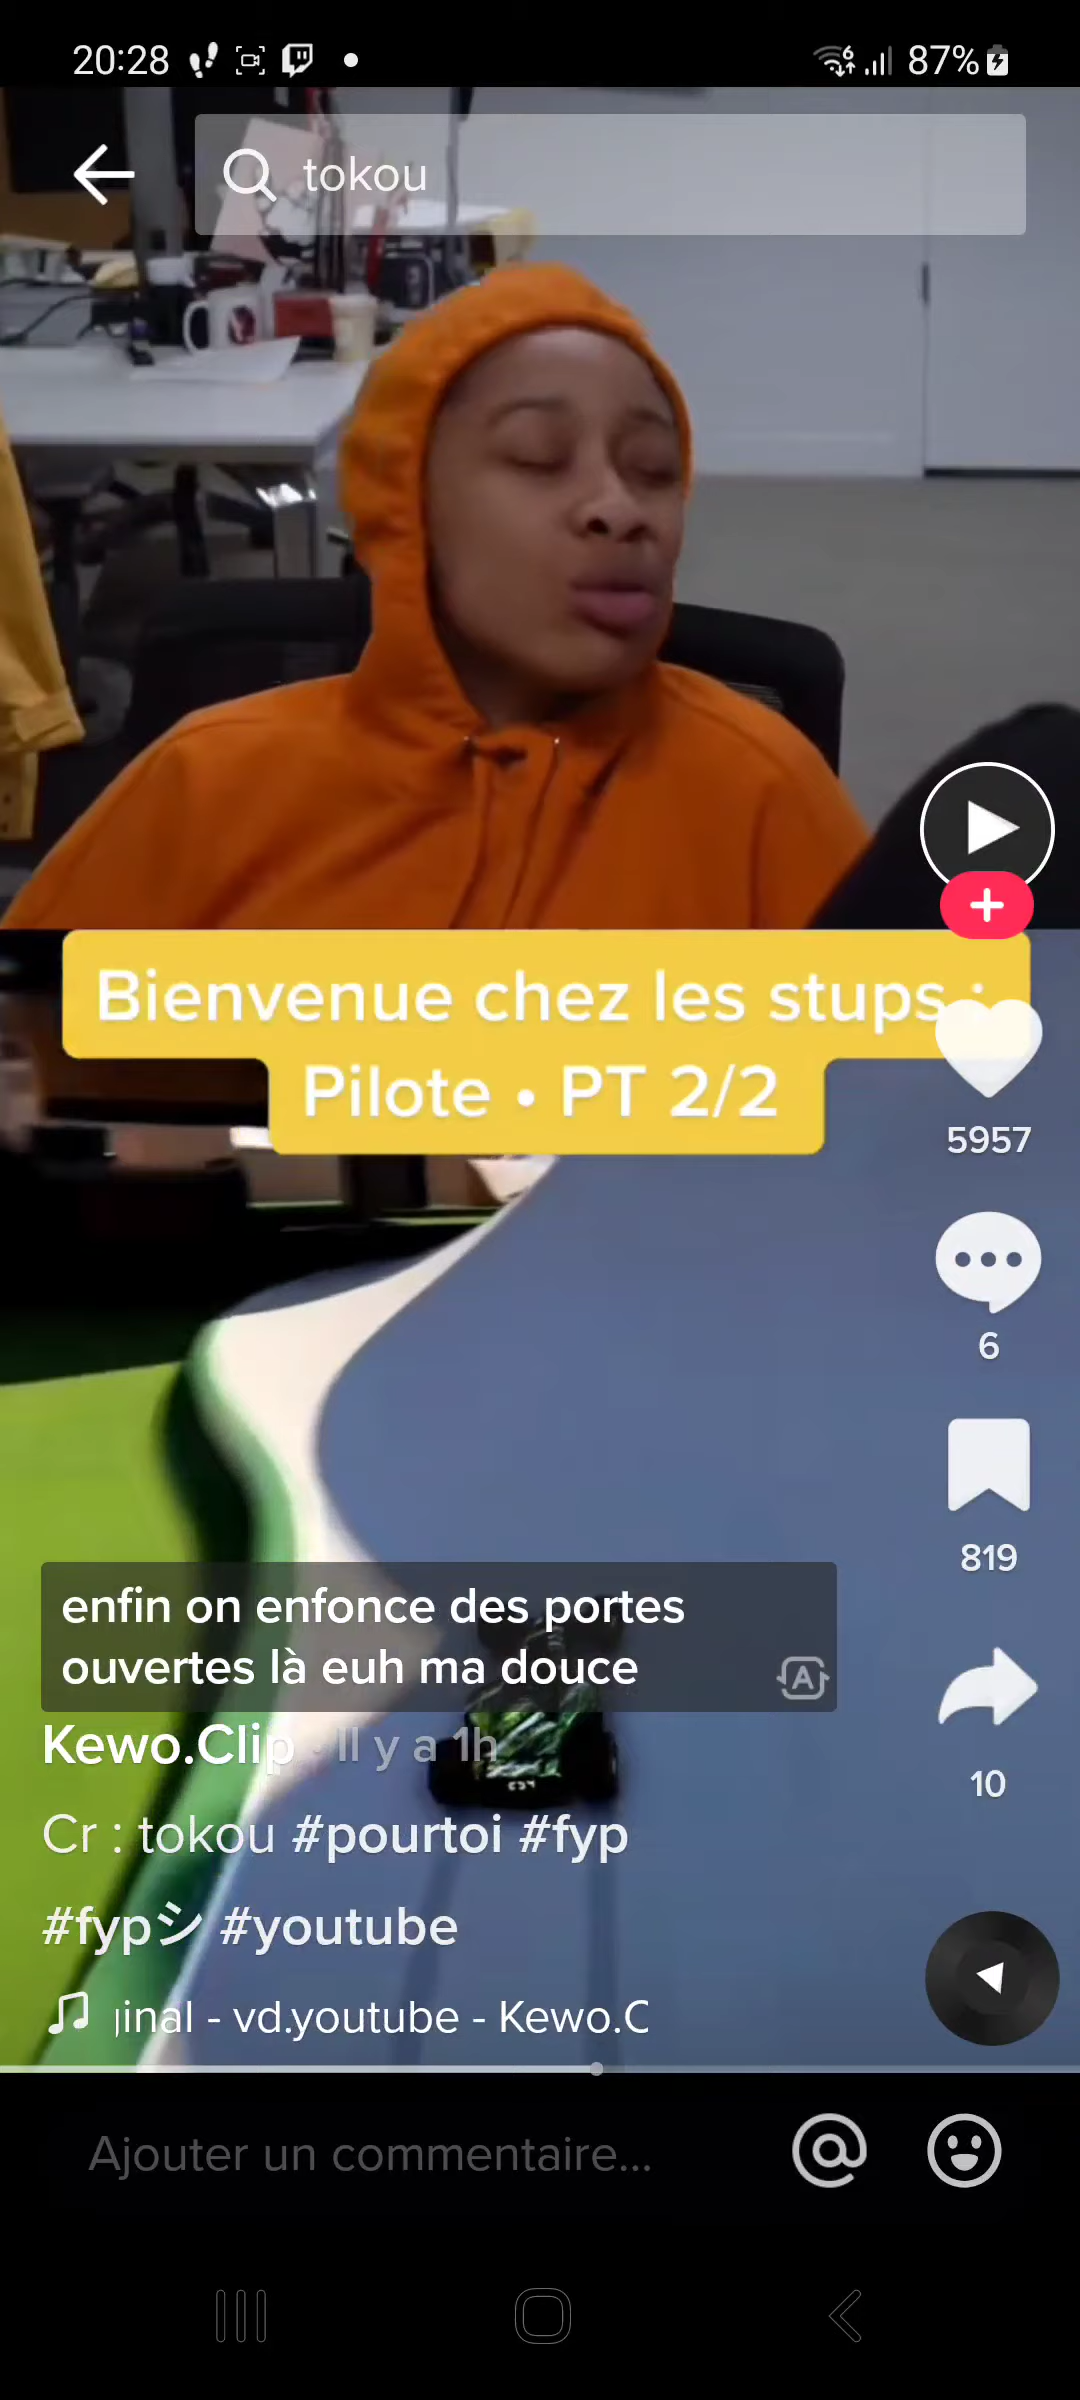 20:28
87%
tokou
Bienvenue chez les stups :
Pilote • PT 2/2
5957
6
819
10
enfin on enfonce des portes
ouvertes là euh ma douce
Kewo.Clip · Il y a 1h
Cr : tokou #pourtoi #fyp
#fypシ #youtube
ginal - vd.youtube - Kewo.C
Ajouter un commentaire...